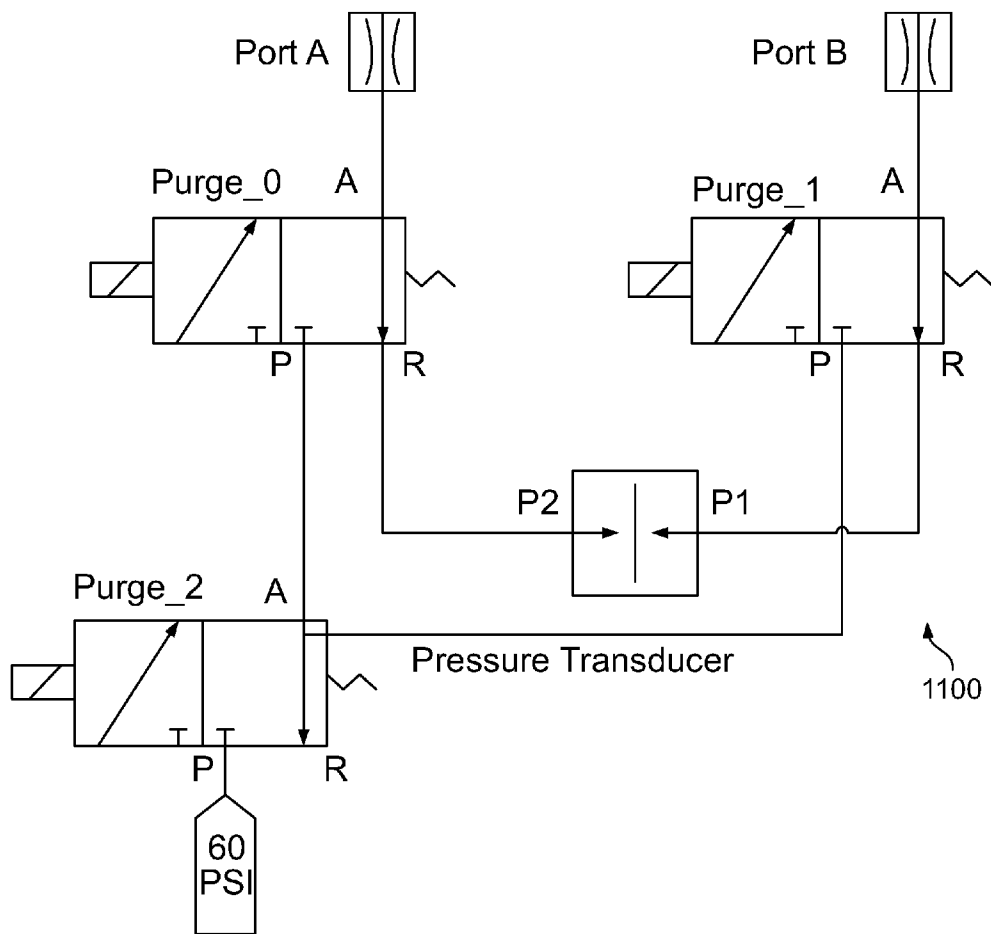 Port A
Port B
Purge_0
A
Purge_1
A
P
R
P
R
P2
P1
Purge_2
A
Pressure Transducer
1100
P
R
60
PSI